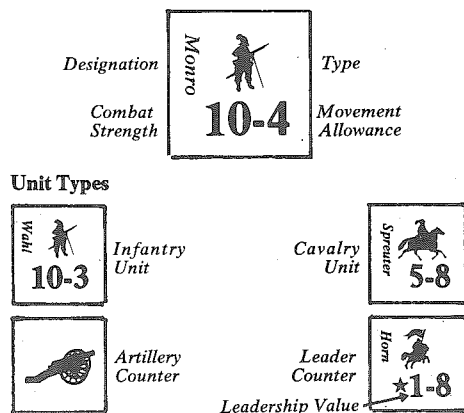 Designation
Monro
Type
Combat
Strength
10-4
Movement
Allowance
Unit Types
Wahl
10-3
Infantry
Unit
Cavalry
Unit
Spreuter
5-8
Artillery
Counter
Leader
Counter
Horn
★1-8
Leadership Value